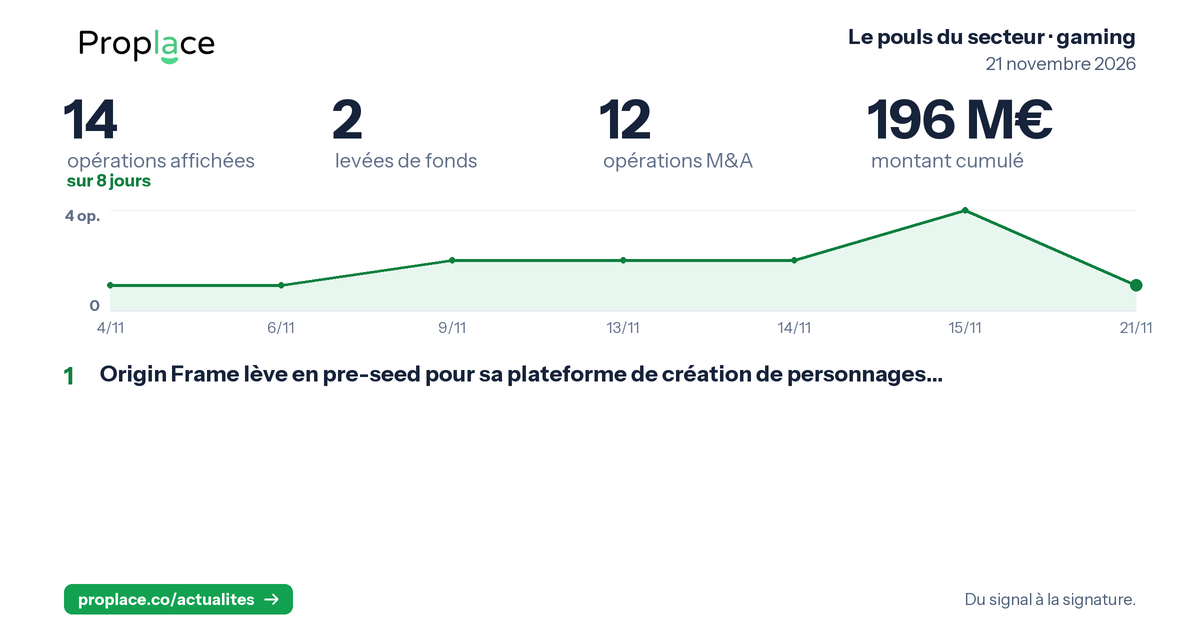 Proplace
Le pouls du secteur · gaming
21 novembre 2026
14
opérations affichées
sur 8 jours
2
levées de fonds
12
opérations M&A
196 M€
montant cumulé
4 op.
0
4/11 6/11 9/11 13/11 14/11 15/11 21/11
1 Origin Frame lève en pre-seed pour sa plateforme de création de personnages…
proplace.co/actualites →
Du signal à la signature.